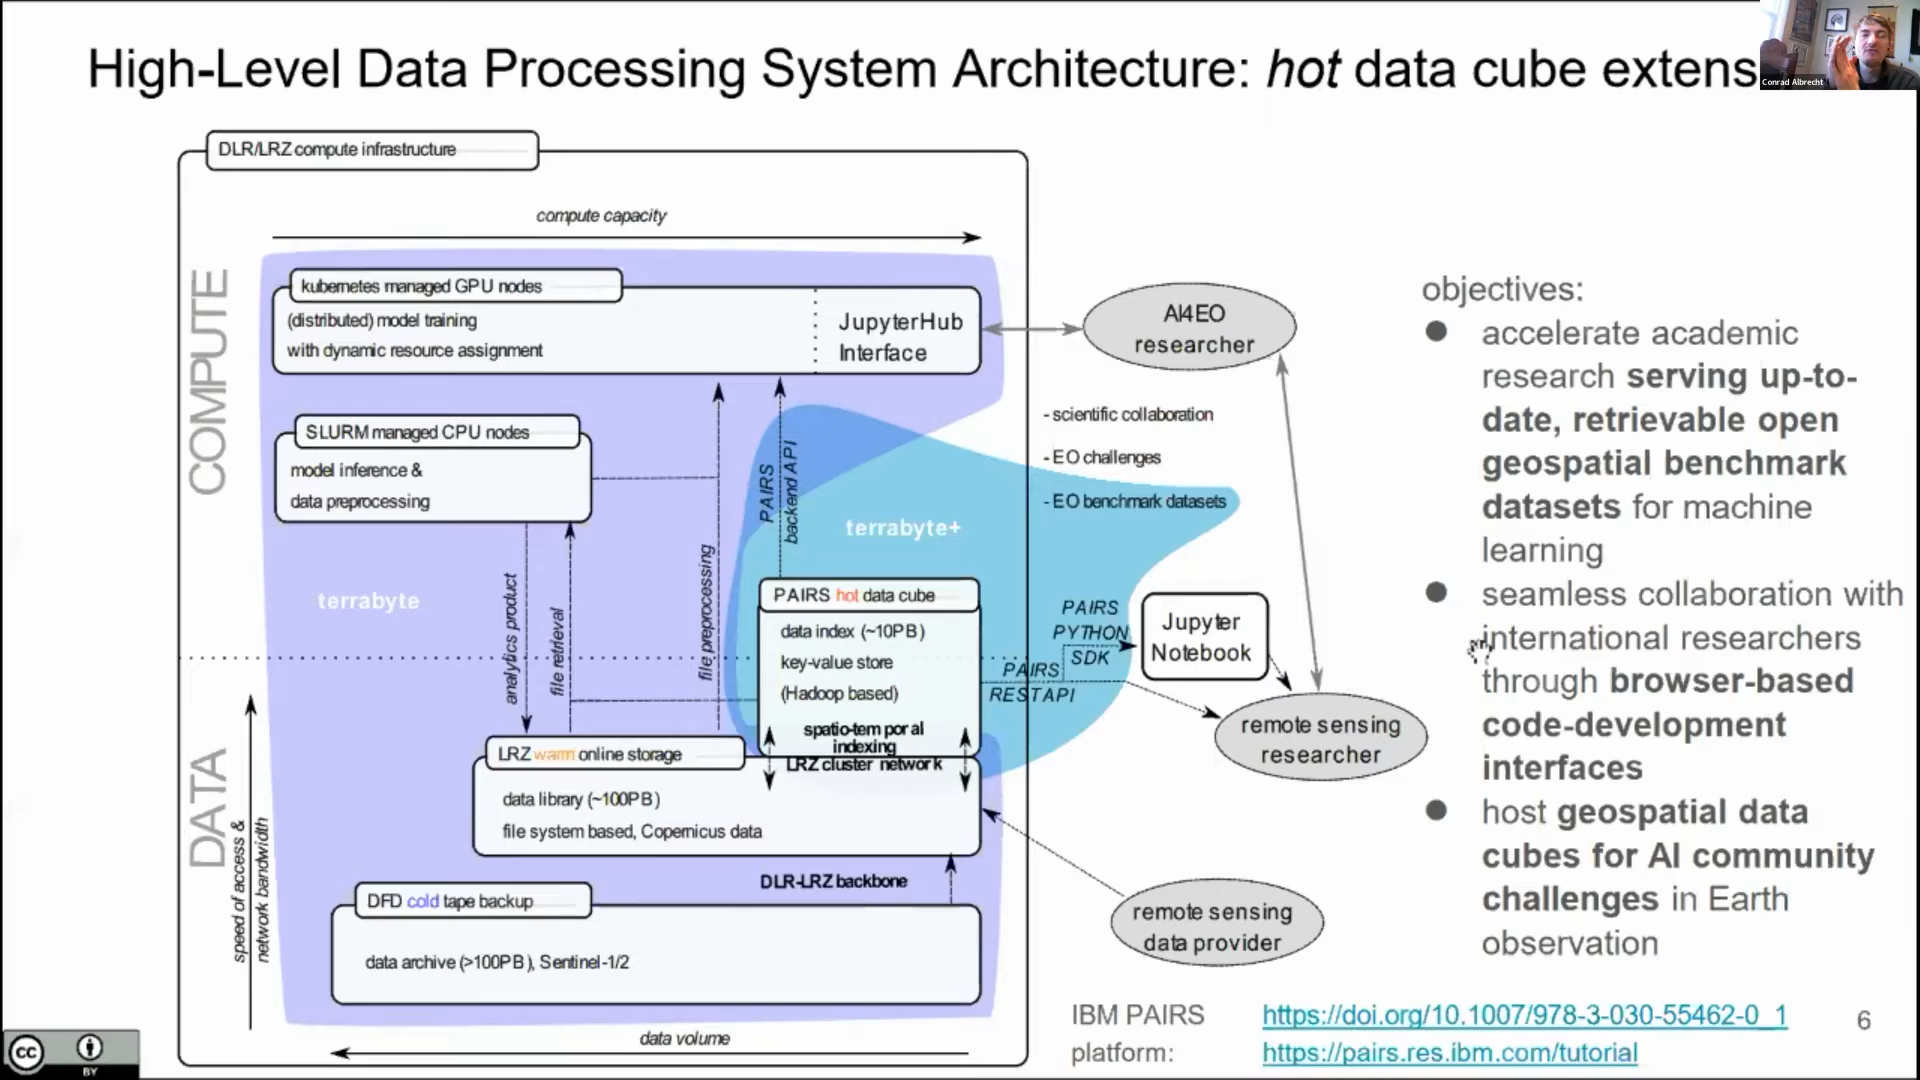 High-Level Data Processing System Architecture: hot data cube extens
Conrad Albrecht
DLR/LRZ compute infrastructure
compute capacity
COMPUTE
kubernetes managed GPU nodes
(distributed) model training
with dynamic resource assignment
JupyterHub
Interface
SLURM managed CPU nodes
model inference &
data preprocessing
terrabyte
analytics product
file retrieval
file preprocessing
PAIRS
backend API
terrabyte+
PAIRS hot data cube
data index (~10PB)
key-value store
(Hadoop based)
spatio-temporal
indexing
LRZ cluster network
DATA
speed of access &
network bandwidth
LRZ warm online storage
data library (~100PB)
file system based, Copernicus data
DLR-LRZ backbone
DFD cold tape backup
data archive (>100PB), Sentinel-1/2
data volume
AI4EO
researcher
- scientific collaboration
- EO challenges
- EO benchmark datasets
PAIRS
PYTHON
SDK
PAIRS
REST API
Jupyter
Notebook
remote sensing
researcher
remote sensing
data provider
objectives:
accelerate academic
research serving up-to-
date, retrievable open
geospatial benchmark
datasets for machine
learning
seamless collaboration with
international researchers
through browser-based
code-development
interfaces
host geospatial data
cubes for AI community
challenges in Earth
observation
IBM PAIRS
platform:
https://doi.org/10.1007/978-3-030-55462-0_1
https://pairs.res.ibm.com/tutorial
6
cc
BY